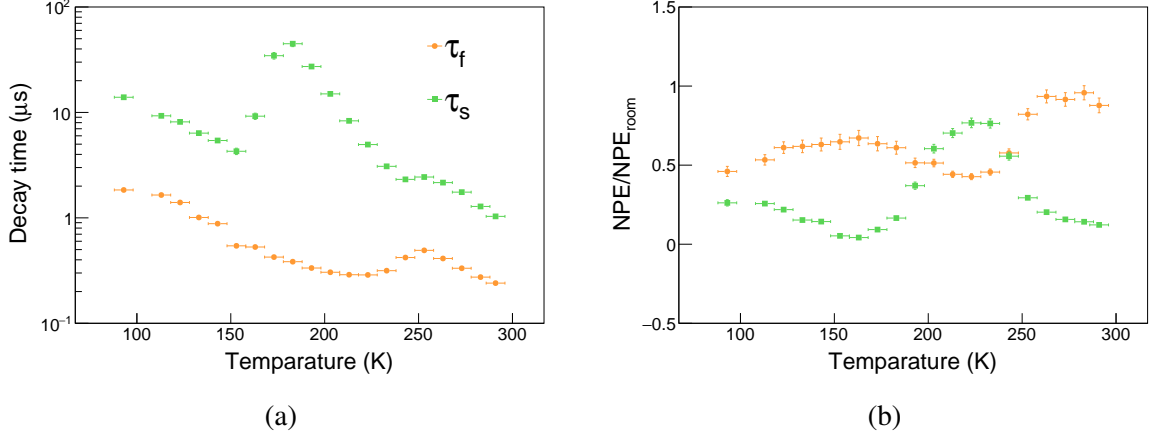 10²
10
1
10⁻¹
Decay time (μs)
τf
τs
100
150
200
250
300
Temparature (K)
(a)
1.5
1
0.5
0
−0.5
NPE/NPEroom
100
150
200
250
300
Temparature (K)
(b)